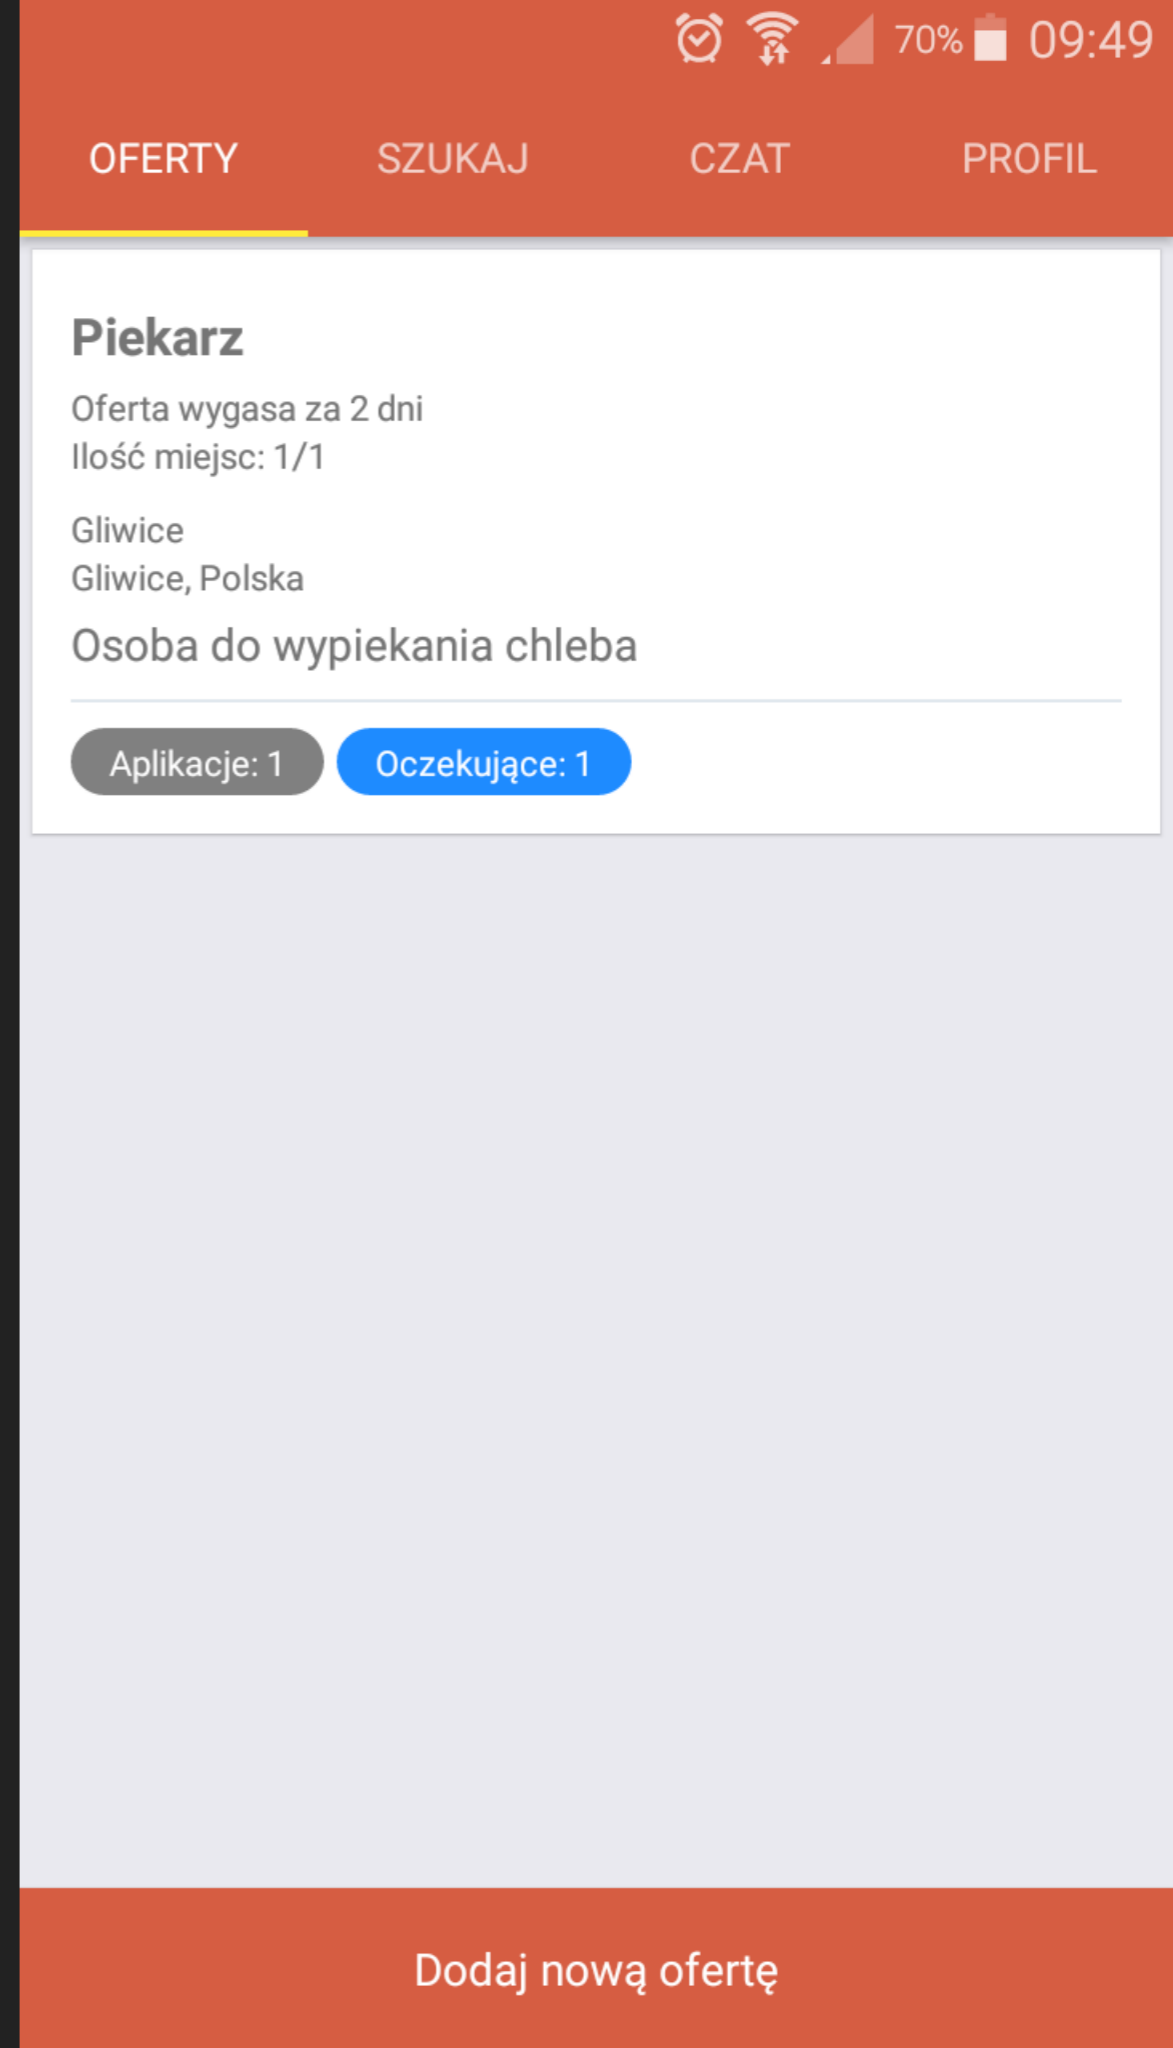 70% 09:49
OFERTY SZUKAJ CZAT PROFIL
Piekarz
Oferta wygasa za 2 dni
Ilość miejsc: 1/1
Gliwice
Gliwice, Polska
Osoba do wypiekania chleba
Aplikacje: 1 Oczekujące: 1
Dodaj nową ofertę